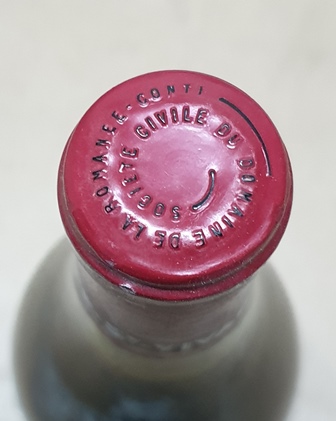 SOCIETE CIVILE DU DOMAINE DE LA ROMANEE-CONTI